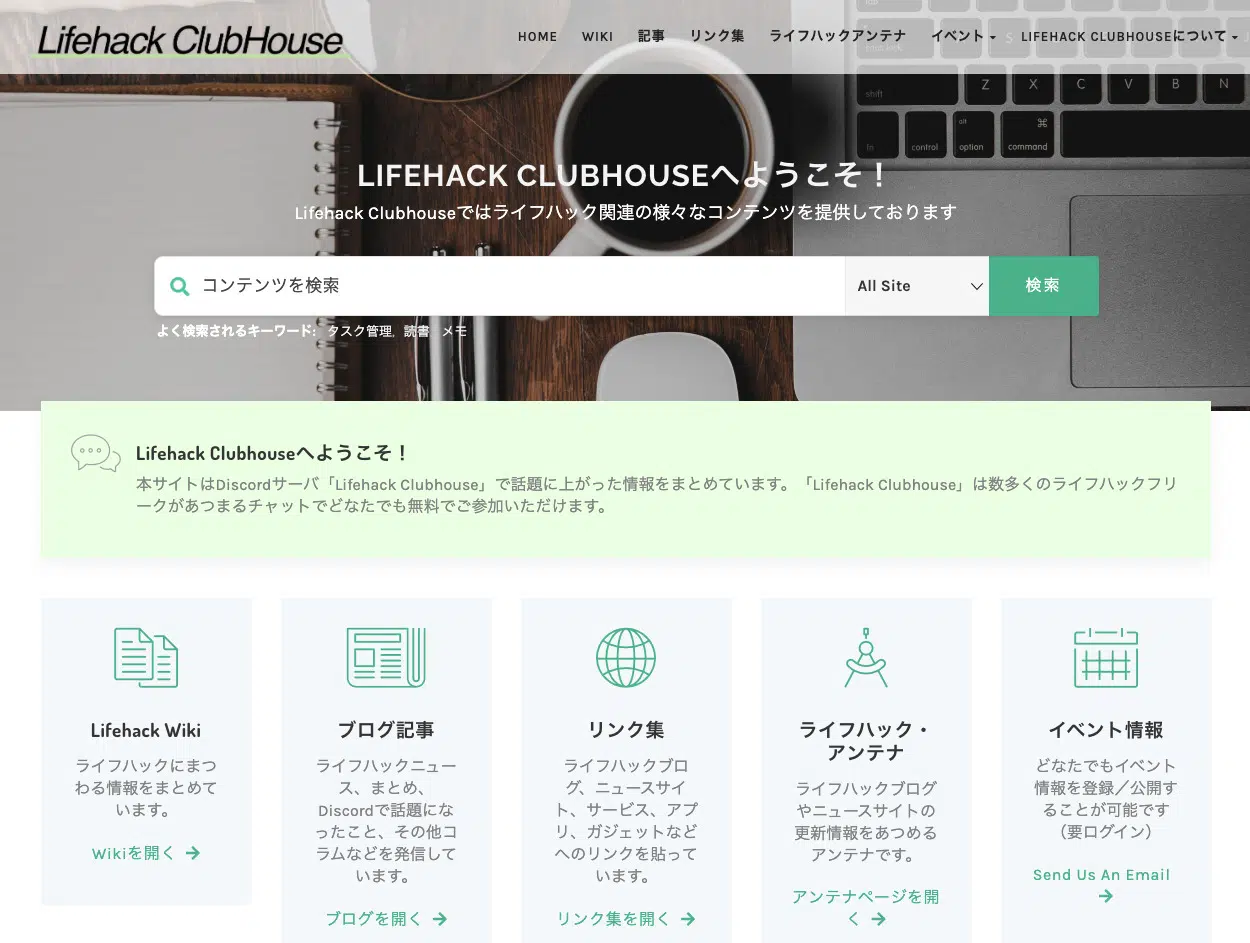 Lifehack ClubHouse
HOME WIKI 記事 リンク集 ライフハックアンテナ イベント LIFEHACK CLUBHOUSEについて
shift Z X C V B N
fn control alt option ⌘ command
LIFEHACK CLUBHOUSEへようこそ！
Lifehack Clubhouseではライフハック関連の様々なコンテンツを提供しております
コンテンツを検索 All Site 検索
よく検索されるキーワード: タスク管理, 読書 メモ
Lifehack Clubhouseへようこそ！
本サイトはDiscordサーバ「Lifehack Clubhouse」で話題に上がった情報をまとめています。「Lifehack Clubhouse」は数多くのライフハックフリ
ークがあつまるチャットでどなたでも無料でご参加いただけます。
Lifehack Wiki
ライフハックにまつ
わる情報をまとめて
います。
Wikiを開く →
ブログ記事
ライフハックニュー
ス、まとめ、
Discordで話題にな
ったこと、その他コ
ラムなどを発信して
います。
ブログを開く →
リンク集
ライフハックブロ
グ、ニュースサイ
ト、サービス、アプ
リ、ガジェットなど
へのリンクを貼って
います。
リンク集を開く →
ライフハック・
アンテナ
ライフハックブログ
やニュースサイトの
更新情報をあつめる
アンテナです。
アンテナページを開
く →
イベント情報
どなたでもイベント
情報を登録／公開す
ることが可能です
（要ログイン）
Send Us An Email
→